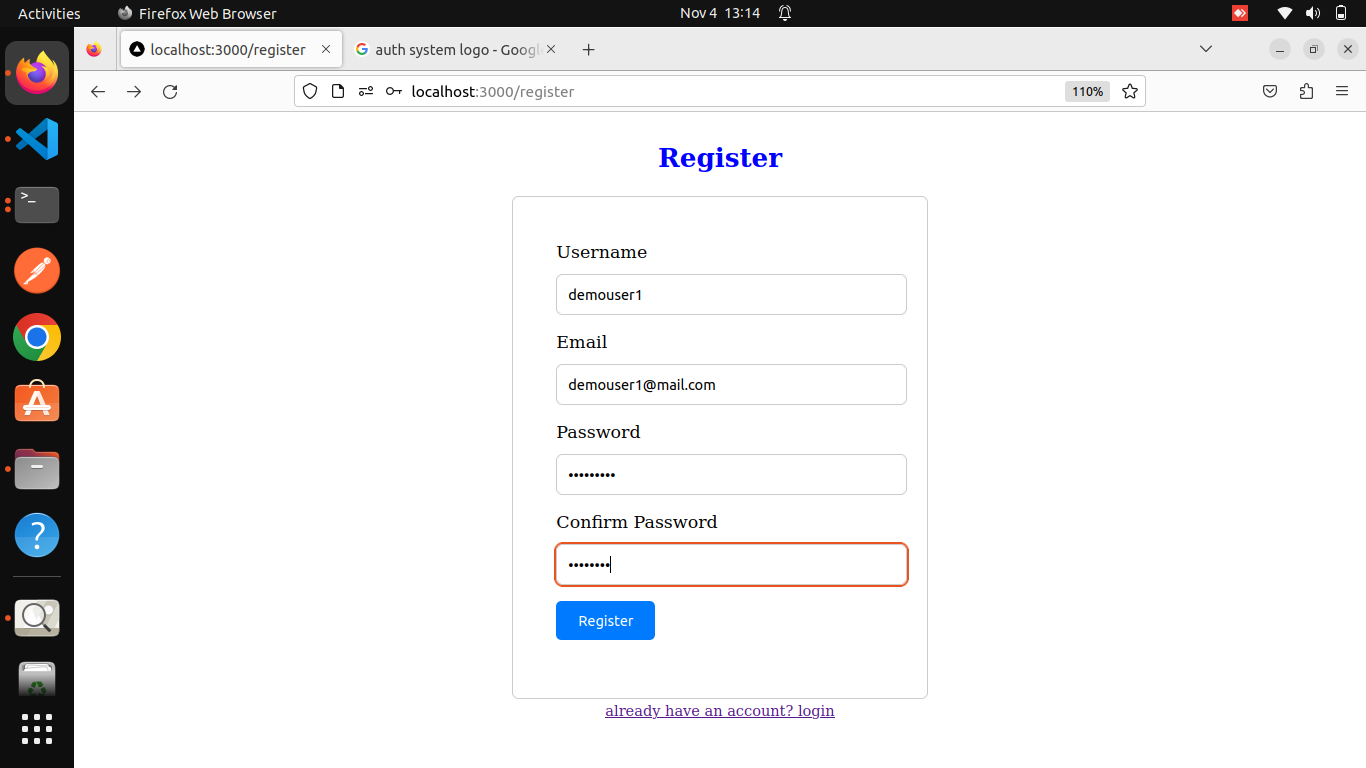 Activities Firefox Web Browser Nov 4 13:14
localhost:3000/register auth system logo - Googl
localhost:3000/register 110%
Register
Username
demouser1
Email
demouser1@mail.com
Password
•••••••••
Confirm Password
••••••••
Register
already have an account? login